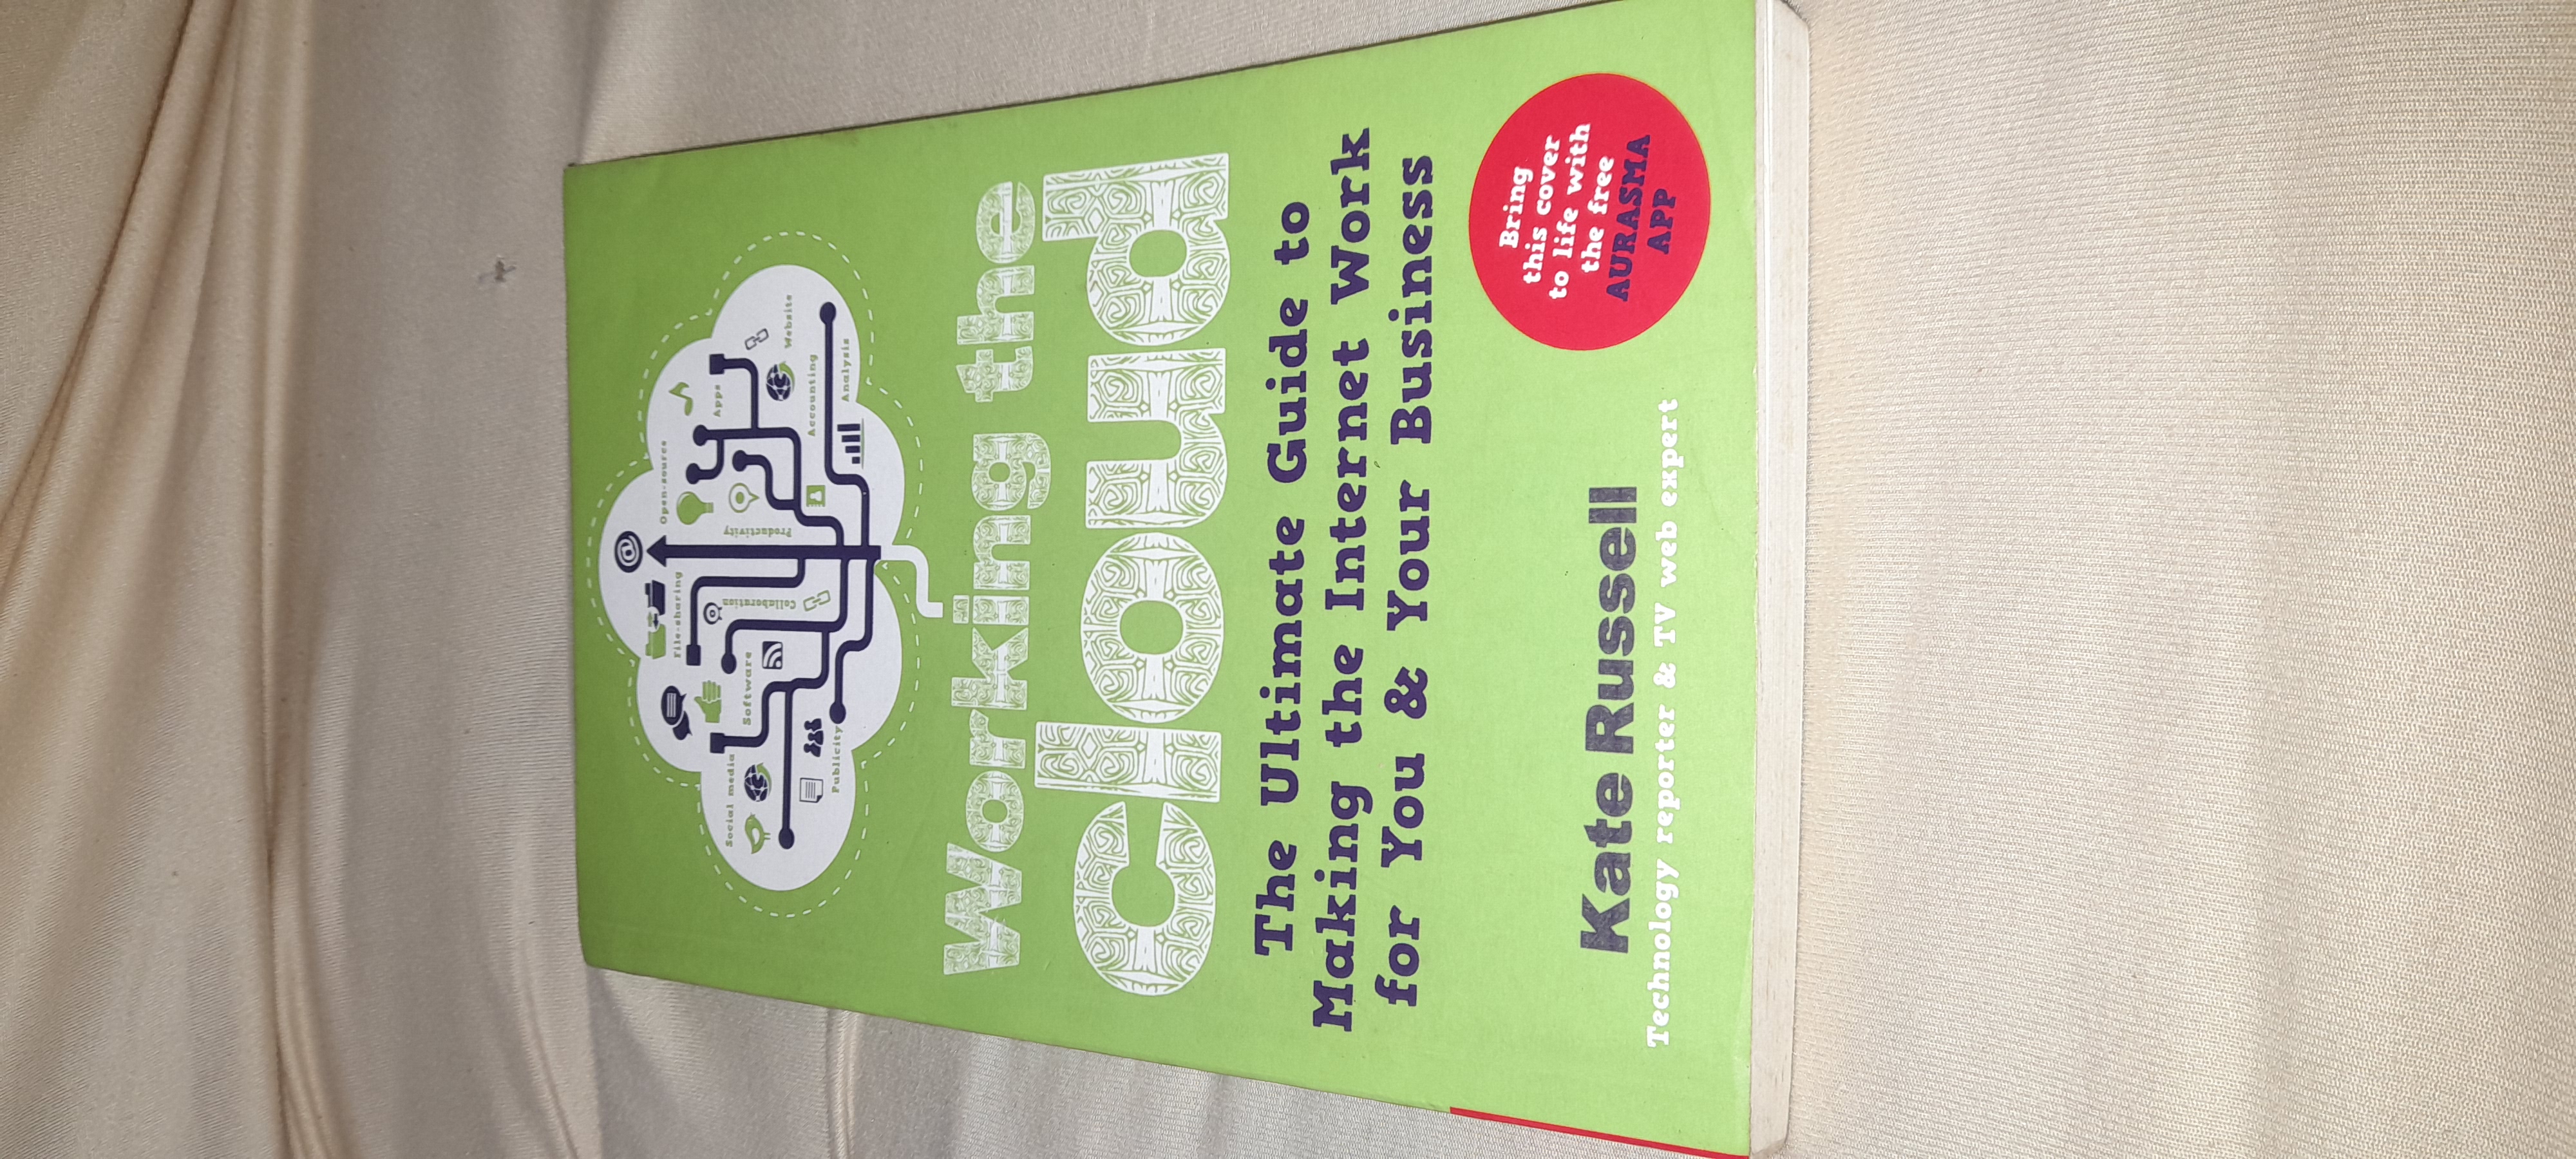 Open-source
Apps
File-sharing
Productivity
Collaboration
Website
Software
Social media
Accounting
Analysis
Publicity
Working the
cloud
The Ultimate Guide to
Making the Internet Work
for You & Your Business
Bring
this cover
to life with
the free
AURASMA
APP
Kate Russell
Technology reporter & TV web expert